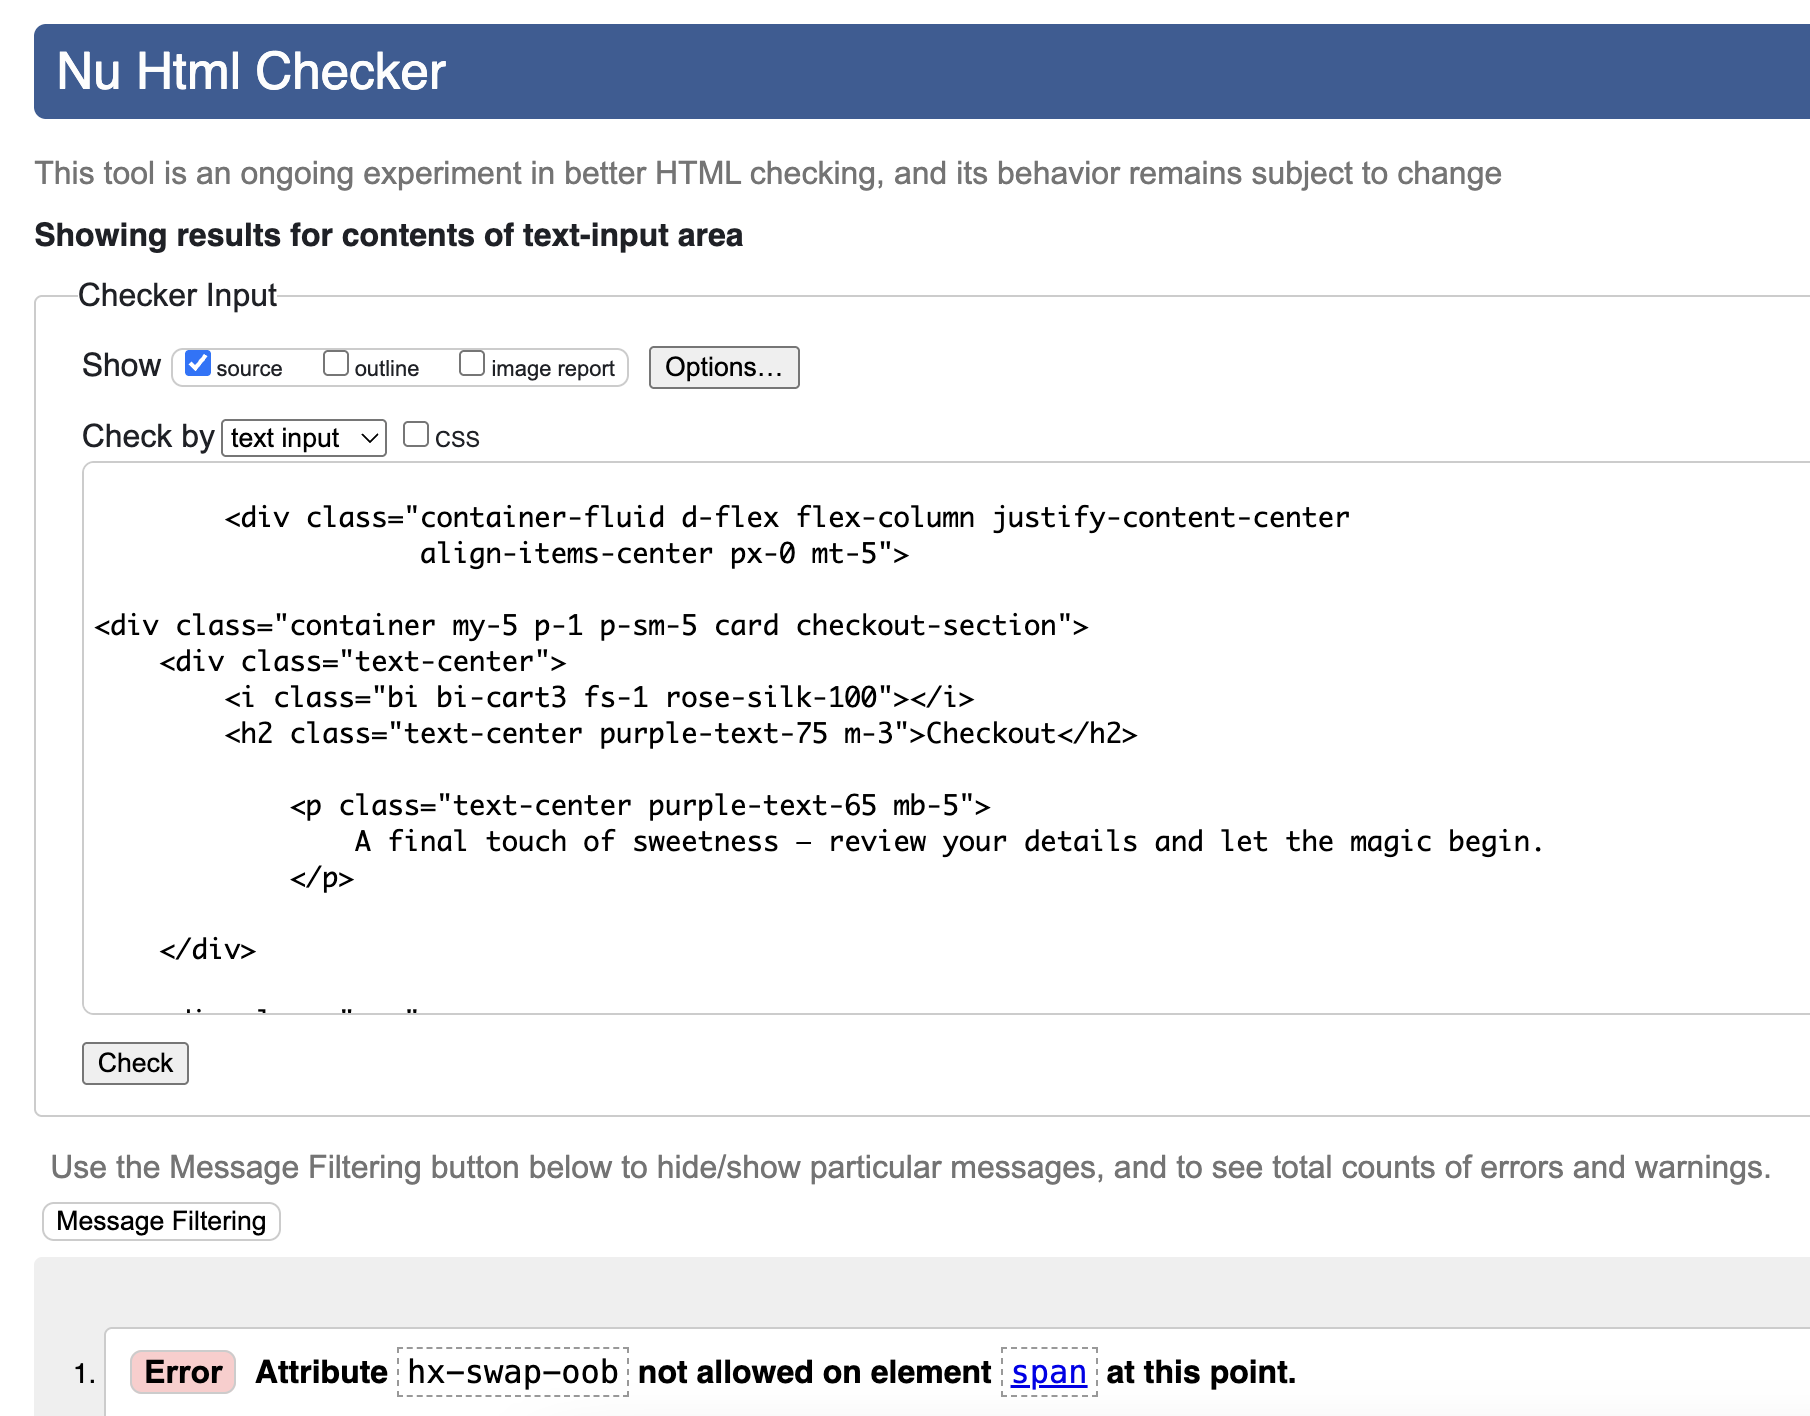 Nu Html Checker
This tool is an ongoing experiment in better HTML checking, and its behavior remains subject to change
Showing results for contents of text-input area
Checker Input
Show source outline image report Options...
Check by text input CSS
<div class="container-fluid d-flex flex-column justify-content-center
align-items-center px-0 mt-5">
<div class="container my-5 p-1 p-sm-5 card checkout-section">
<div class="text-center">
<i class="bi bi-cart3 fs-1 rose-silk-100"></i>
<h2 class="text-center purple-text-75 m-3">Checkout</h2>
<p class="text-center purple-text-65 mb-5">
A final touch of sweetness – review your details and let the magic begin.
</p>
</div>
Check
Use the Message Filtering button below to hide/show particular messages, and to see total counts of errors and warnings.
Message Filtering
1. Error Attribute hx-swap-oob not allowed on element span at this point.